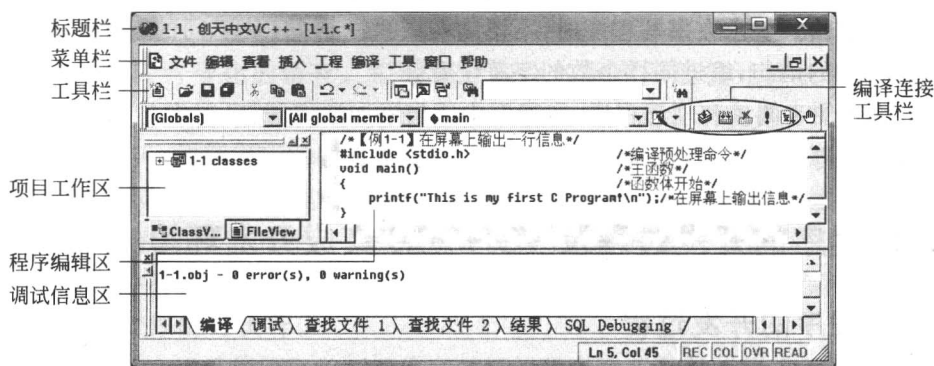 标题栏
1-1 - 创天中文VC++ - [1-1.c *]
菜单栏
文件 编辑 查看 插入 工程 编译 工具 窗口 帮助
工具栏
编译连接
工具栏
(Globals) (All global member main
/*【例1-1】在屏幕上输出一行信息*/
#include <stdio.h> /*编译预处理命令*/
void main() /*主函数*/
{ /*函数体开始*/
printf("This is my first C Program!\n");/*在屏幕上输出信息*/
}
项目工作区
1-1 classes
ClassV... FileView
程序编辑区
调试信息区
1-1.obj - 0 error(s), 0 warning(s)
编译 调试 查找文件 1 查找文件 2 结果 SQL Debugging
Ln 5, Col 45 REC COL OVR READ